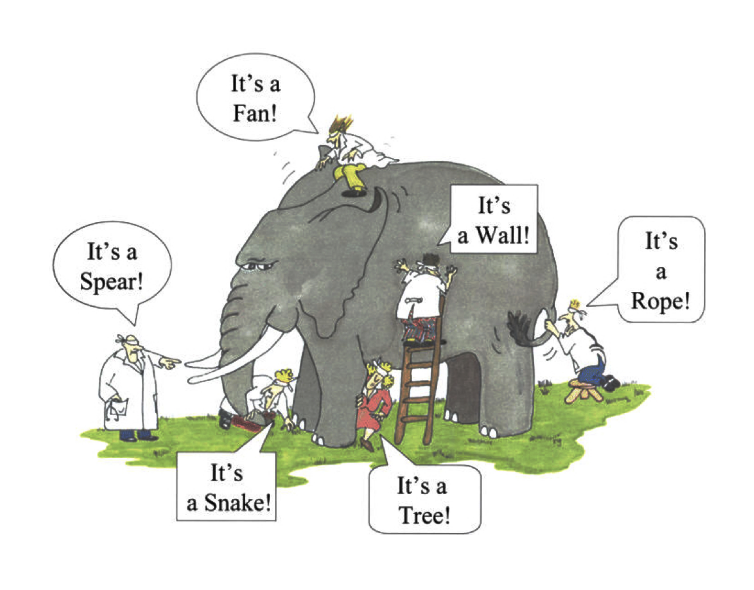 It's a
Fan!
It's
a Wall!
It's
a
Rope!
It's a
Spear!
It's
a Snake!
It's a
Tree!